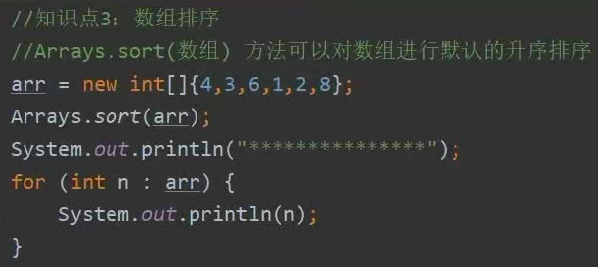 //知识点3：数组排序
//Arrays.sort(数组) 方法可以对数组进行默认的升序排序
arr = new int[]{4,3,6,1,2,8};
Arrays.sort(arr);
System.out.println("***************");
for (int n : arr) {
    System.out.println(n);
}